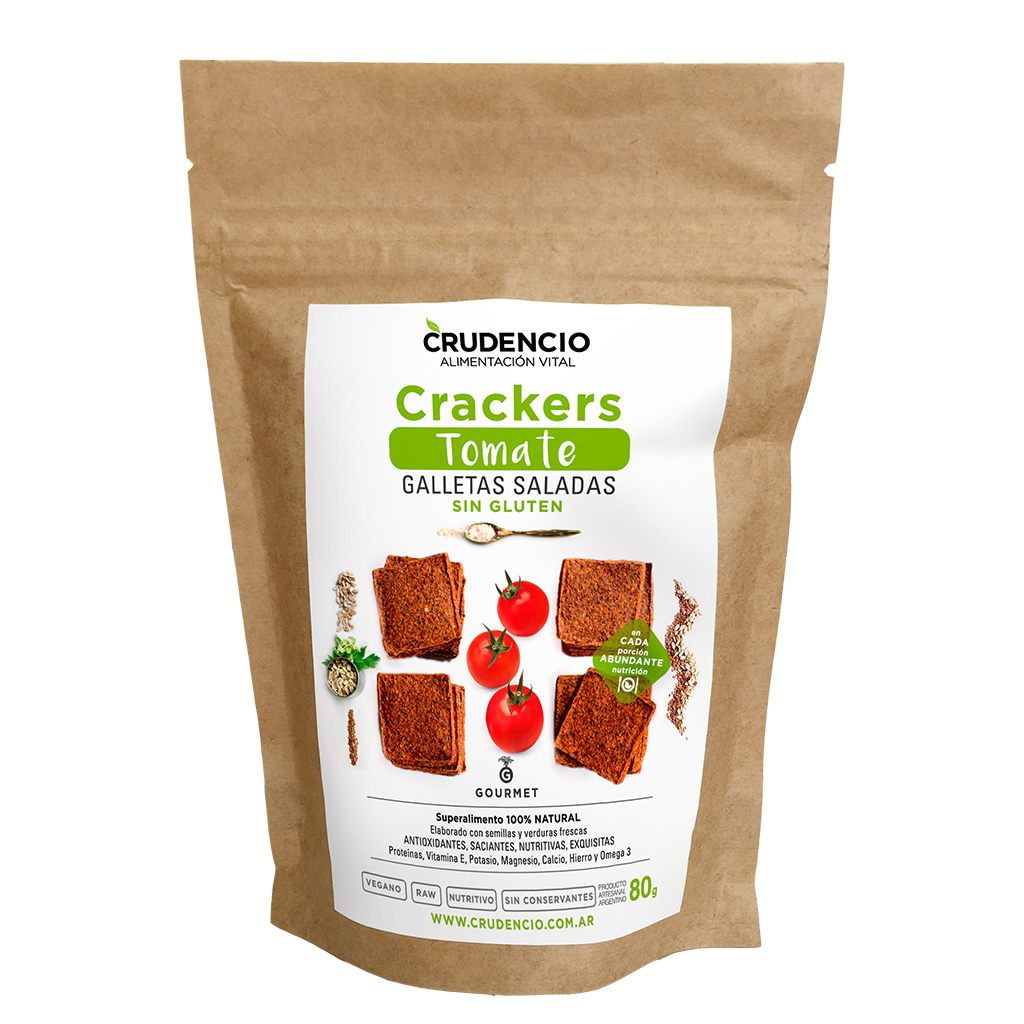 CRUDENCIO
ALIMENTACIÓN VITAL
Crackers
Tomate
GALLETAS SALADAS
SIN GLUTEN
en
CADA
porción
ABUNDANTE
nutrición
G
GOURMET
Superalimento 100% NATURAL
Elaborado con semillas y verduras frescas
ANTIOXIDANTES, SACIANTES, NUTRITIVAS, EXQUISITAS
Proteínas, Vitamina E, Potasio, Magnesio, Calcio, Hierro y Omega 3
VEGANO
RAW
NUTRITIVO
SIN CONSERVANTES
PRODUCTO
ARTESANAL
ARGENTINO
80g
WWW.CRUDENCIO.COM.AR